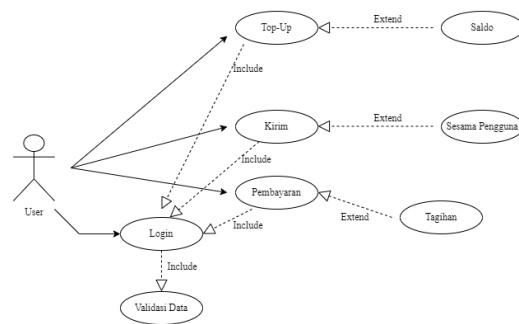 Extend
Top-Up
Saldo
Include
Extend
Kirim
Sesama Pengguna
Include
Pembayaran
User
Include
Extend
Tagihan
Login
Include
Validasi Data